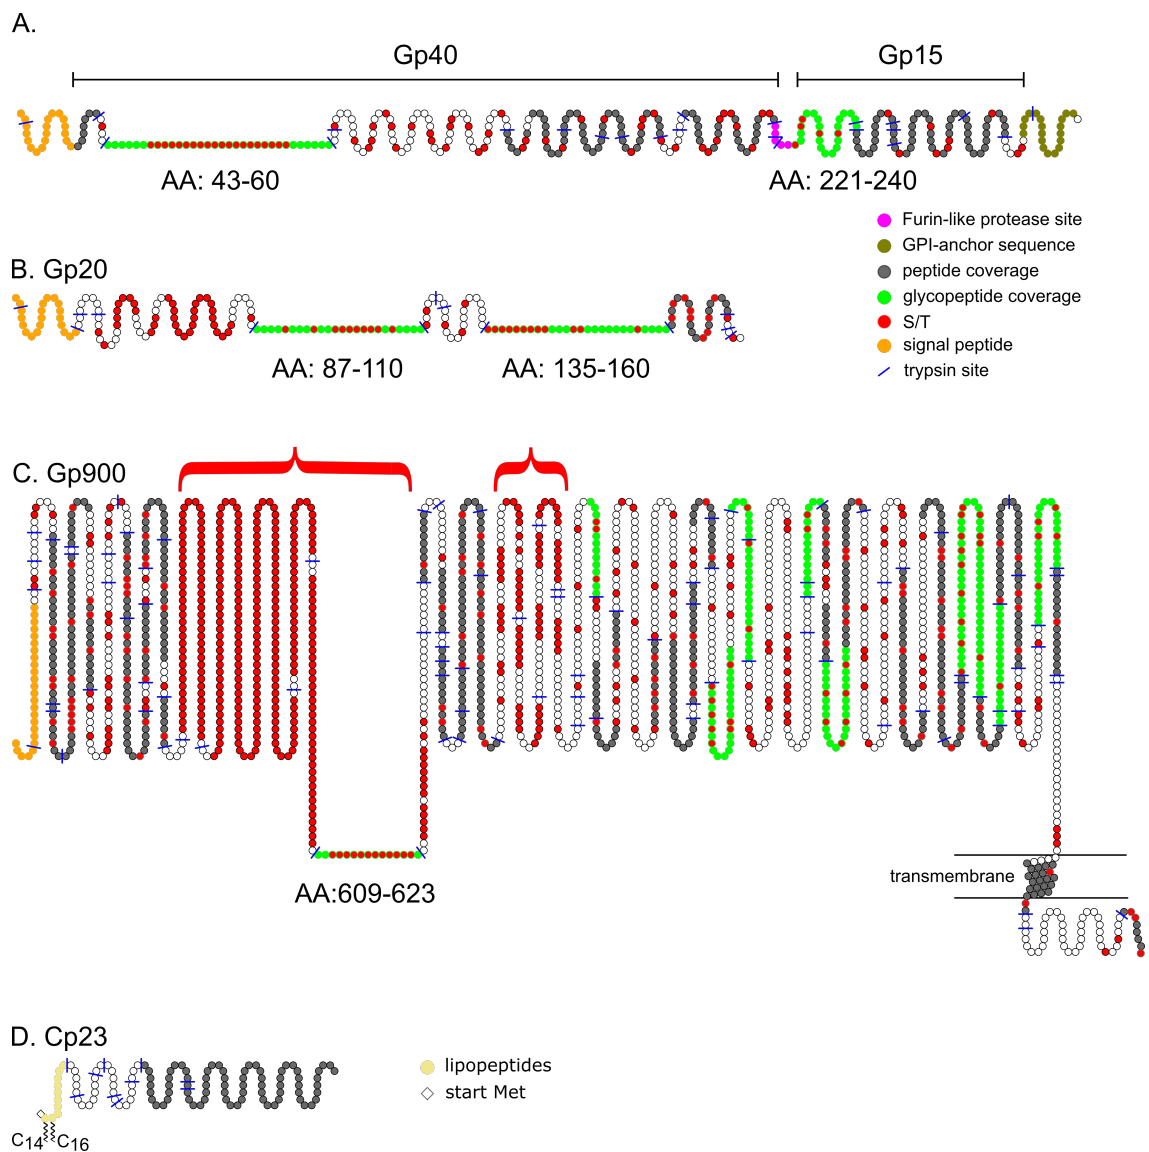 A.
Gp40
Gp15
AA: 43-60
AA: 221-240
Furin-like protease site
GPI-anchor sequence
peptide coverage
glycopeptide coverage
S/T
signal peptide
trypsin site
B. Gp20
AA: 87-110
AA: 135-160
C. Gp900
AA:609-623
transmembrane
D. Cp23
lipopeptides
start Met
C14
C16